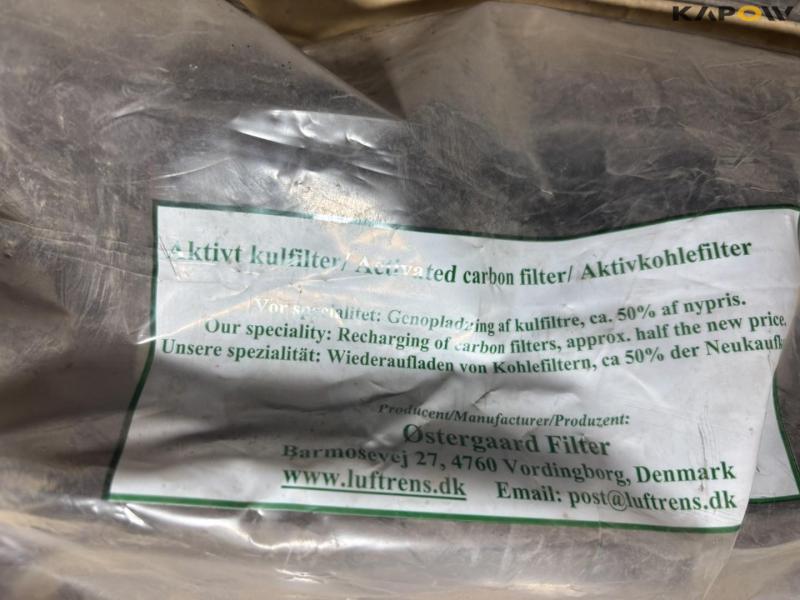 KAPOW
Aktivt kulfilter/ Activated carbon filter/ Aktivkohlefilter
Vor specialitet: Genopladning af kulfiltre, ca. 50% af nypris.
Our speciality: Recharging of carbon filters, approx. half the new price.
Unsere spezialität: Wiederaufladen von Kohlefiltern, ca 50% der Neukaufk
Producent/Manufacturer/Produzent:
Østergaard Filter
Barmosevej 27, 4760 Vordingborg, Denmark
www.luftrens.dk Email: post@luftrens.dk